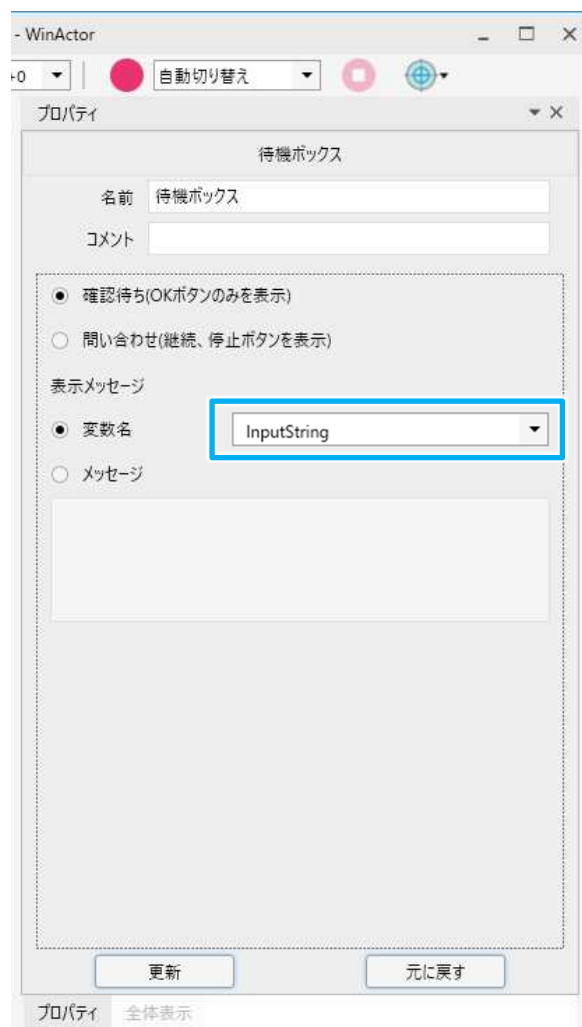 - WinActor
+0
自動切り替え
プロパティ
待機ボックス
名前 待機ボックス
コメント
確認待ち(OKボタンのみを表示)
問い合わせ(継続、停止ボタンを表示)
表示メッセージ
変数名 InputString
メッセージ
更新 元に戻す
プロパティ 全体表示